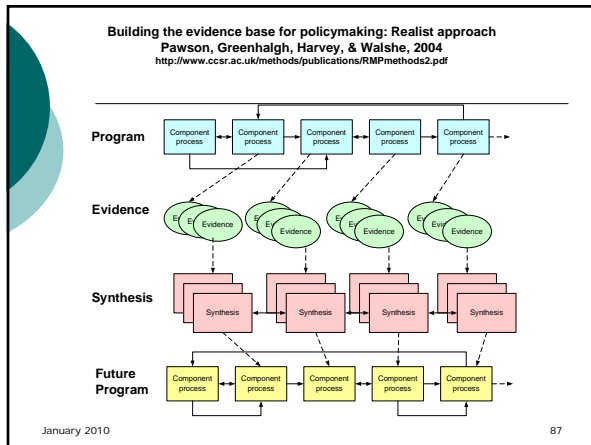 Building the evidence base for policymaking: Realist approach
Pawson, Greenhalgh, Harvey, & Walshe, 2004
http://www.ccsr.ac.uk/methods/publications/RMPmethods2.pdf
Program
Component
process
Component
process
Component
process
Component
process
Component
process
Evidence
Evidence
Evidence
Evidence
Evidence
Synthesis
Synthesis
Synthesis
Synthesis
Synthesis
Future
Program
Component
process
Component
process
Component
process
Component
process
Component
process
January 2010
87